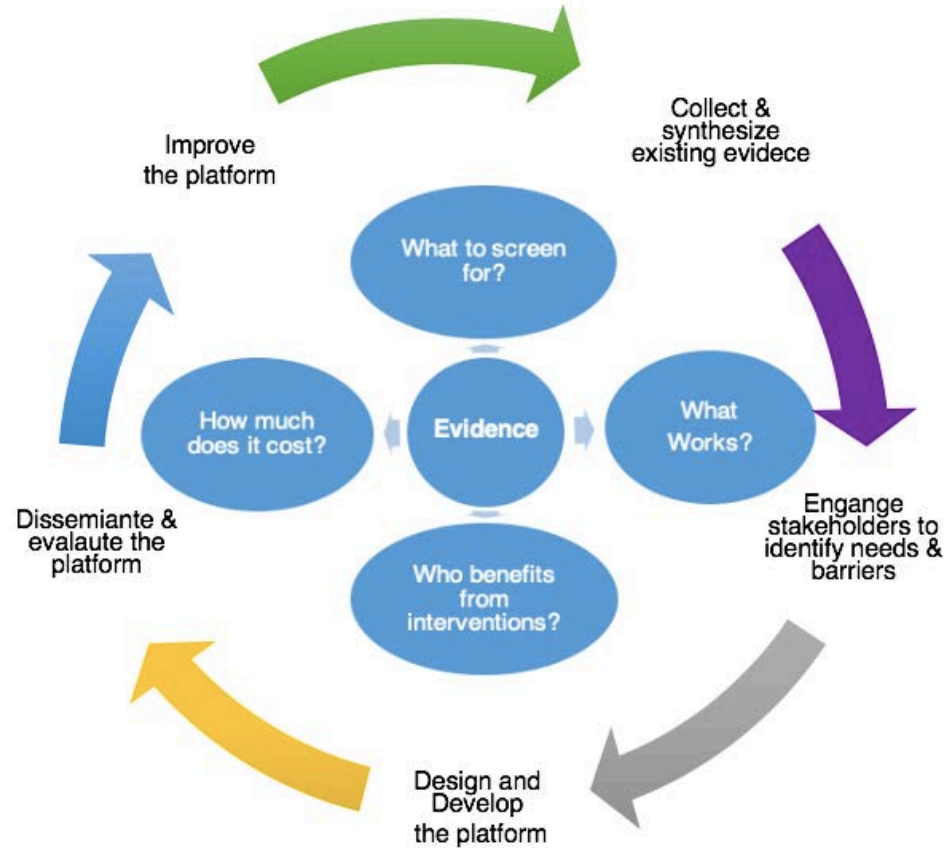 Improve
the platform
Collect &
synthesize
existing evidece
What to screen
for?
How much
does it cost?
Evidence
What
Works?
Dissemiante &
evalaute the
platform
Engange
stakeholders to
identify needs &
barriers
Who benefits
from
interventions?
Design and
Develop
the platform